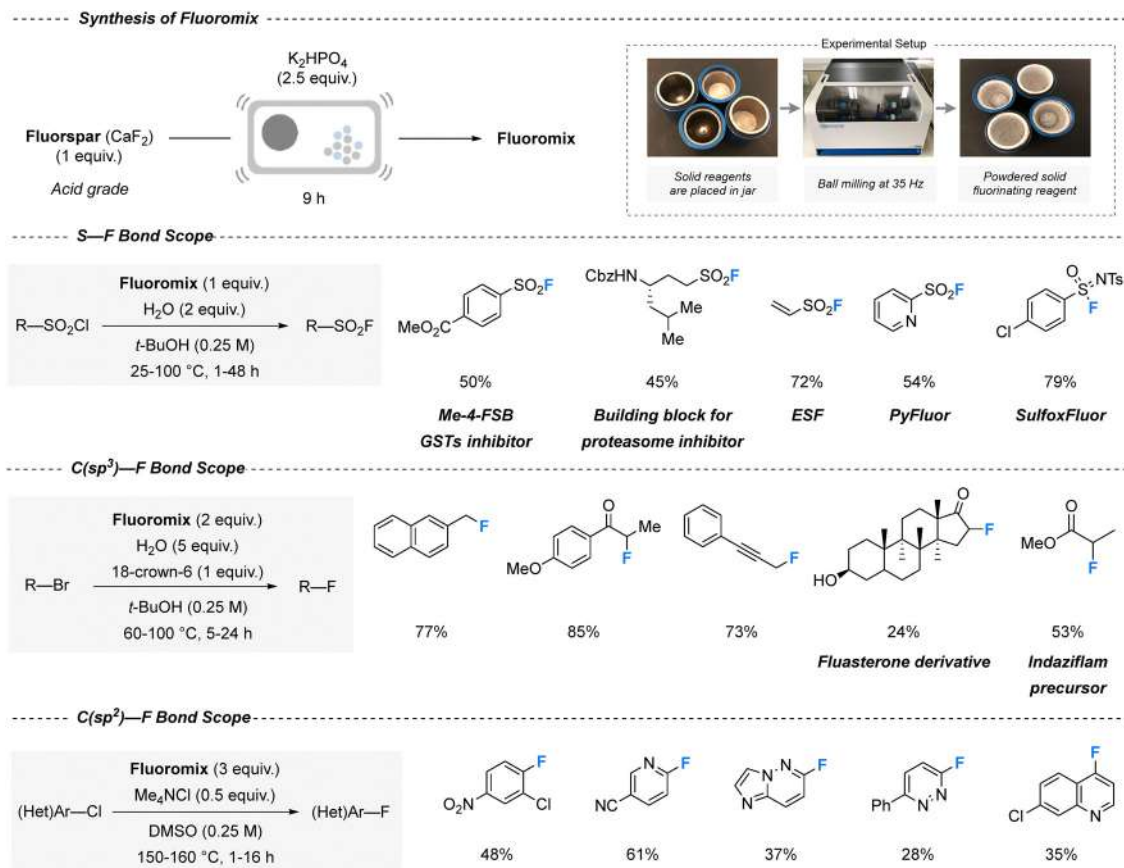 Synthesis of Fluoromix
K₂HPO₄
(2.5 equiv.)
Fluorspar (CaF₂)
(1 equiv.)
Acid grade
9 h
Fluoromix
Experimental Setup
Solid reagents
are placed in jar
Ball milling at 35 Hz
Powdered solid
fluorinating reagent
S—F Bond Scope
R—SO₂Cl
Fluoromix (1 equiv.)
H₂O (2 equiv.)
t-BuOH (0.25 M)
25-100 °C, 1-48 h
R—SO₂F
MeO₂C
SO₂F
50%
Me-4-FSB
GSTs inhibitor
CbzHN
SO₂F
Me
Me
45%
Building block for
proteasome inhibitor
SO₂F
72%
ESF
SO₂F
N
54%
PyFluor
O
NTs
S
F
Cl
79%
SulfoxFluor
C(sp³)—F Bond Scope
R—Br
Fluoromix (2 equiv.)
H₂O (5 equiv.)
18-crown-6 (1 equiv.)
t-BuOH (0.25 M)
60-100 °C, 5-24 h
R—F
F
77%
O
Me
F
MeO
85%
F
73%
O
F
H
H
H
HO
24%
Fluasterone derivative
O
MeO
F
53%
Indaziflam
precursor
C(sp²)—F Bond Scope
(Het)Ar—Cl
Fluoromix (3 equiv.)
Me₄NCl (0.5 equiv.)
DMSO (0.25 M)
150-160 °C, 1-16 h
(Het)Ar—F
F
NO₂
Cl
48%
N
F
NC
61%
N
N
F
N
37%
F
N
N
Ph
28%
F
Cl
N
35%